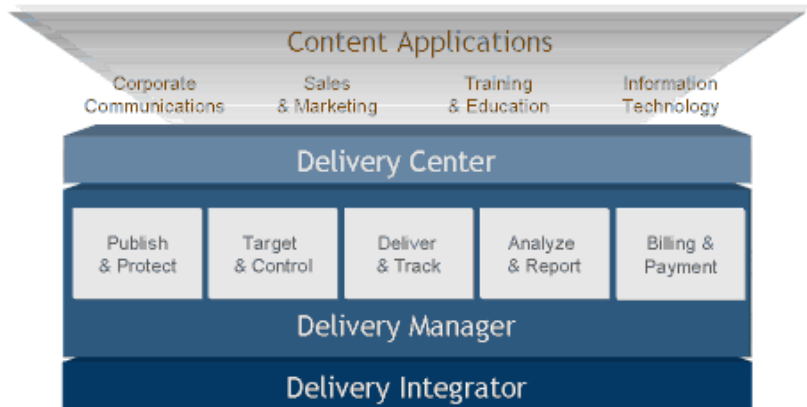 Content Applications
Corporate Communications
Sales & Marketing
Training & Education
Information Technology
Delivery Center
Publish & Protect
Target & Control
Deliver & Track
Analyze & Report
Billing & Payment
Delivery Manager
Delivery Integrator